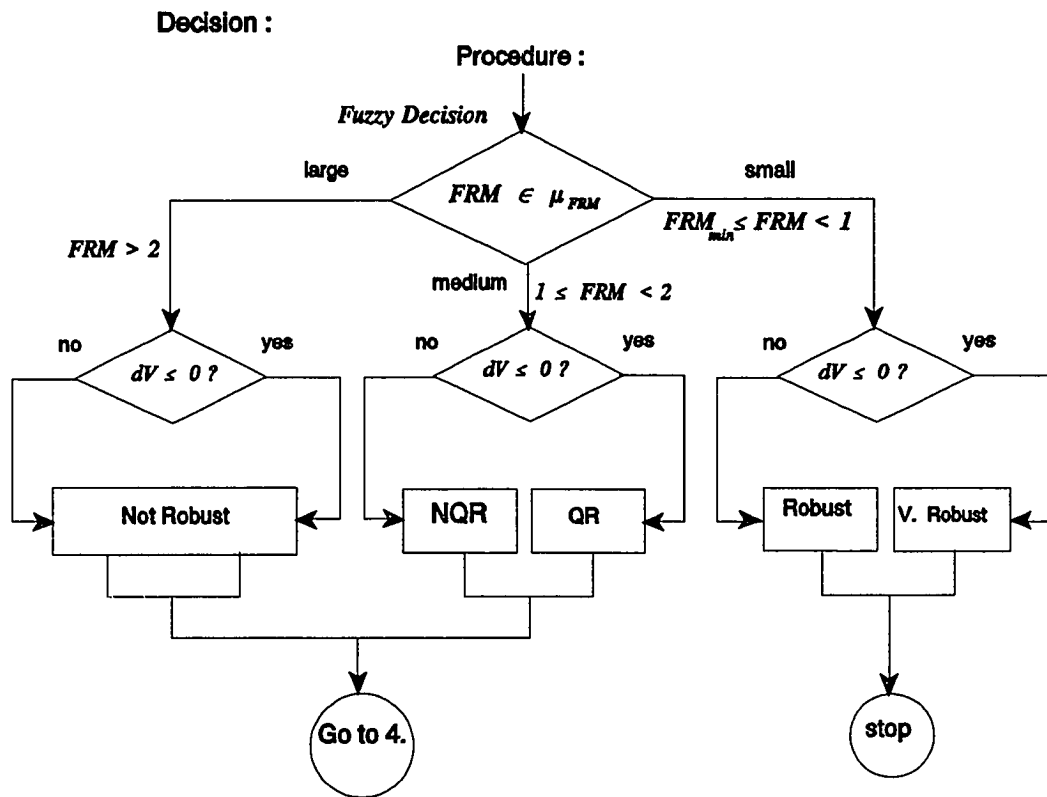 Decision :
Procedure :
Fuzzy Decision
large
small
FRM ∈ μ_FRM
FRM_min ≤ FRM < 1
FRM > 2
medium
1 ≤ FRM < 2
no
yes
no
yes
no
yes
dV ≤ 0 ?
dV ≤ 0 ?
dV ≤ 0 ?
Not Robust
NQR
QR
Robust
V. Robust
Go to 4.
stop